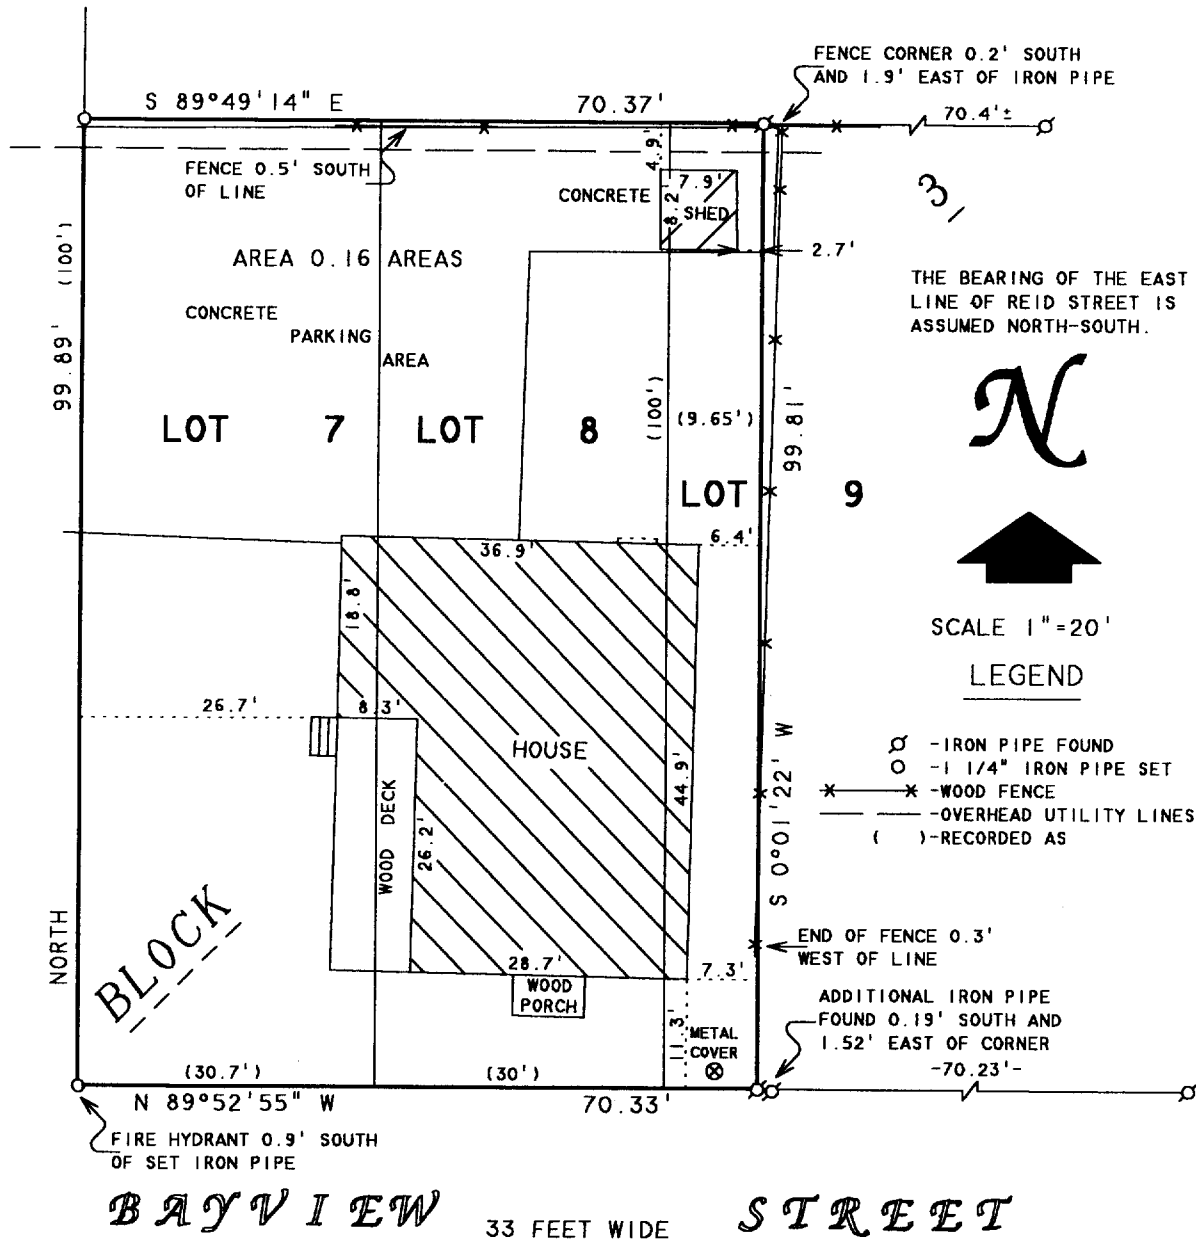 FENCE CORNER 0.2' SOUTH
AND 1.9' EAST OF IRON PIPE
S 89°49'14" E
70.37'
70.4'±
FENCE 0.5' SOUTH
OF LINE
4.9'
CONCRETE
7.9'
8.2'
SHED
2.7'
3
(100')
99.89'
AREA 0.16 AREAS
CONCRETE
PARKING
AREA
THE BEARING OF THE EAST
LINE OF REID STREET IS
ASSUMED NORTH-SOUTH.
N
(100')
(9.65')
99.81'
LOT 7
LOT 8
LOT 9
6.4'
36.9'
18.8'
SCALE 1"=20'
LEGEND
26.7'
8.3'
HOUSE
44.9'
WOOD DECK
26.2'
S 0°01'22" W
-IRON PIPE FOUND
-1 1/4" IRON PIPE SET
-WOOD FENCE
-OVERHEAD UTILITY LINES
( )-RECORDED AS
BLOCK
NORTH
28.7'
7.3'
WOOD
PORCH
END OF FENCE 0.3'
WEST OF LINE
11.3'
METAL
COVER
ADDITIONAL IRON PIPE
FOUND 0.19' SOUTH AND
1.52' EAST OF CORNER
-70.23'-
(30.7')
(30')
N 89°52'55" W
70.33'
FIRE HYDRANT 0.9' SOUTH
OF SET IRON PIPE
BAYVIEW STREET
33 FEET WIDE